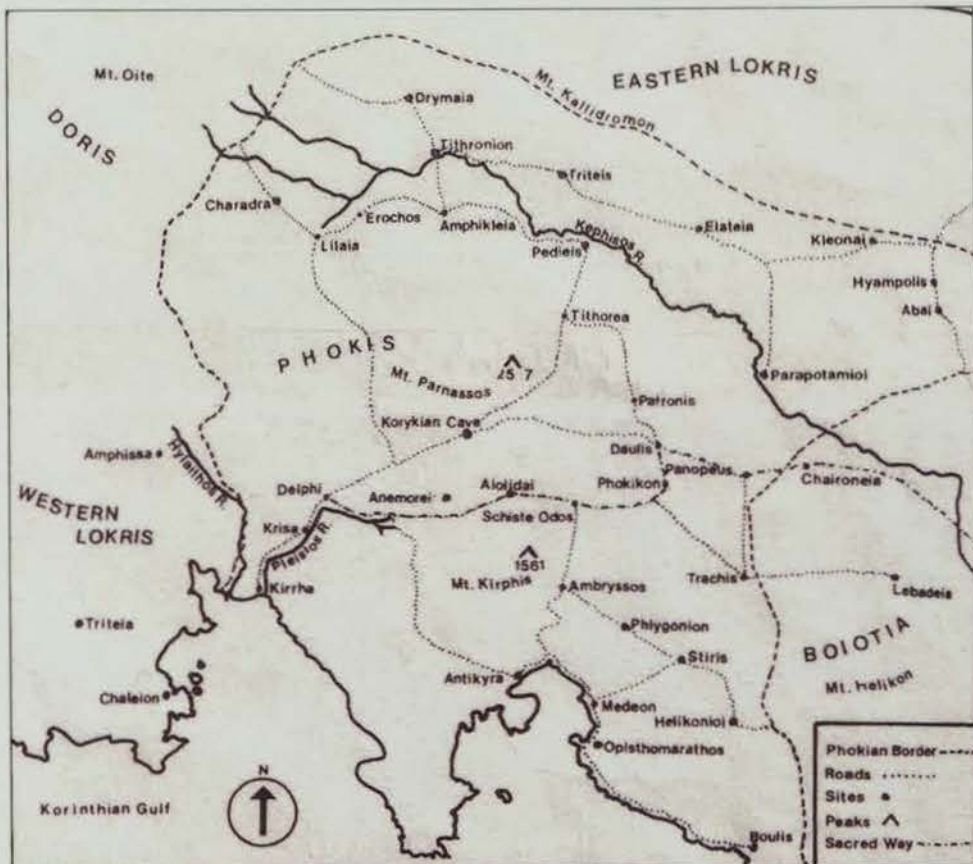 Mt. Oite
EASTERN LOKRIS
Mt. Kallidromon
DORIS
Drymaia
Tithronion
Triteis
Charadra
Erochos
Amphikleia
Elateia
Kephisos R.
Kleonai
Lilaia
Pedieis
Hyampolis
Abai
Tithorea
PHOKIS
Mt. Parnassos
Parapotamioi
Patronis
Korykian Cave
Amphissa
Daulis
Panopeus
Chaironeia
Delphi
Anemorei
Aiolidai
Phokikon
WESTERN
LOKRIS
Schiste Odos
Krisa
Pleistos R.
1561
Mt. Kirphis
Trachis
Lebadeia
Kirrha
Ambryssos
Triteia
Phlygonion
BOIOTIA
Stiris
Mt. Helikon
Antikyra
Chaleion
Medeon
Helikonioi
Opisthomarathos
Phokian Border
Roads
N
Sites
Korinthian Gulf
Peaks
Boulis
Sacred Way